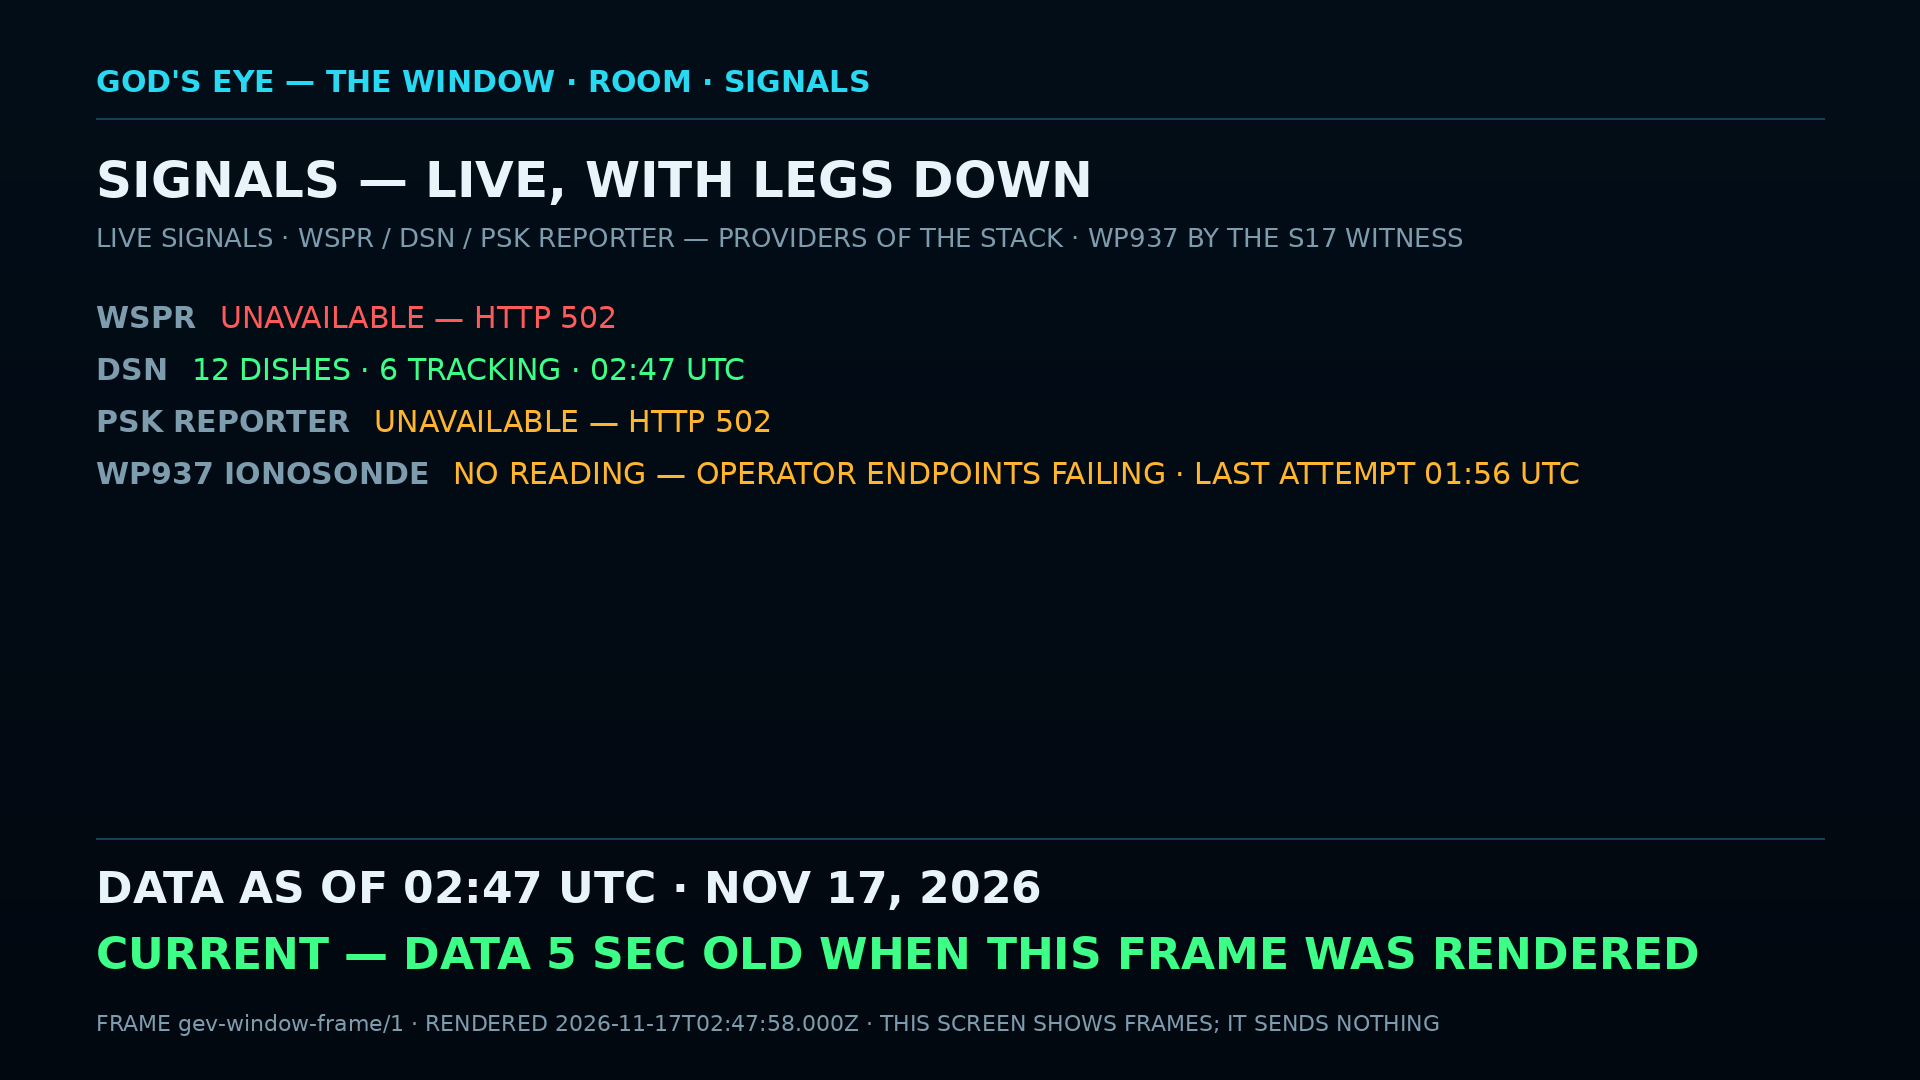 GOD'S EYE — THE WINDOW · ROOM · SIGNALS
SIGNALS — LIVE, WITH LEGS DOWN
LIVE SIGNALS · WSPR / DSN / PSK REPORTER — PROVIDERS OF THE STACK · WP937 BY THE S17 WITNESS
WSPR UNAVAILABLE — HTTP 502
DSN 12 DISHES · 6 TRACKING · 02:47 UTC
PSK REPORTER UNAVAILABLE — HTTP 502
WP937 IONOSONDE NO READING — OPERATOR ENDPOINTS FAILING · LAST ATTEMPT 01:56 UTC
DATA AS OF 02:47 UTC · NOV 17, 2026
CURRENT — DATA 5 SEC OLD WHEN THIS FRAME WAS RENDERED
FRAME gev-window-frame/1 · RENDERED 2026-11-17T02:47:58.000Z · THIS SCREEN SHOWS FRAMES; IT SENDS NOTHING